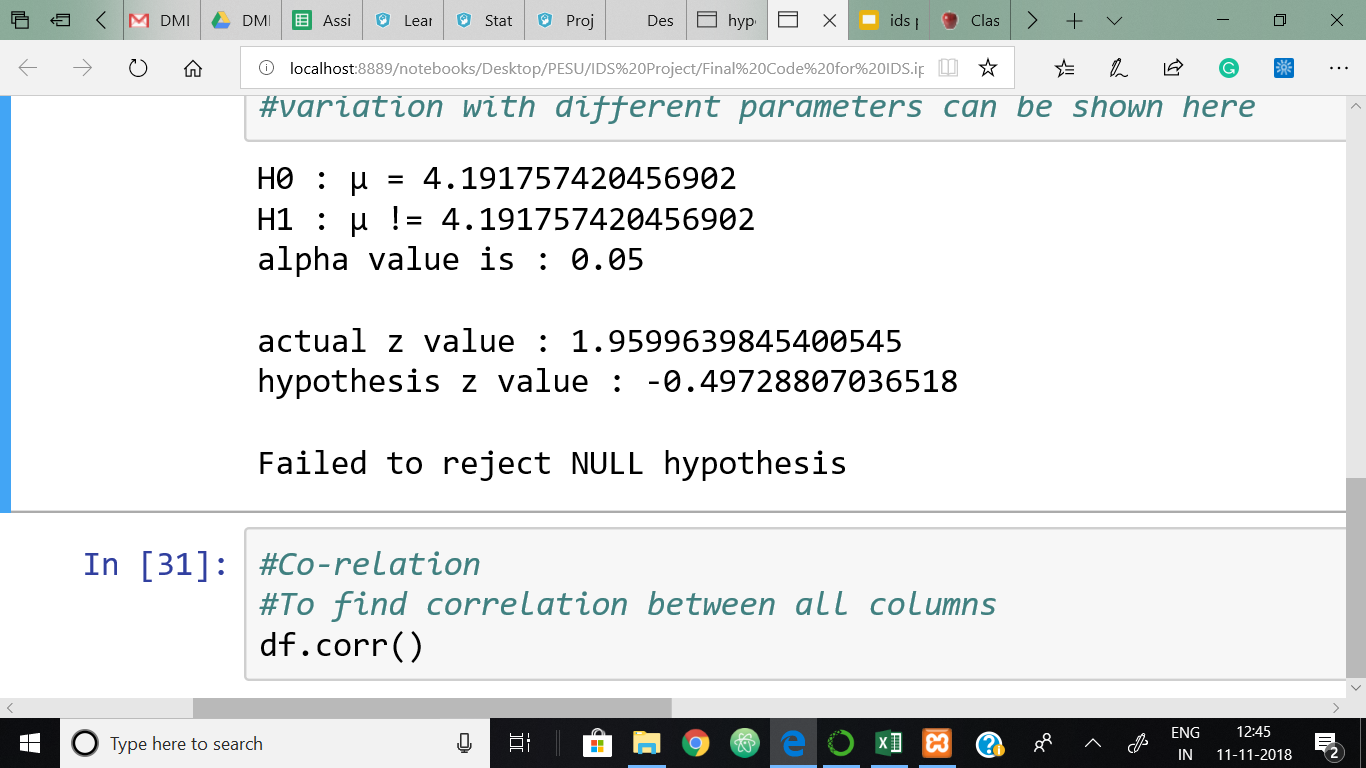 DMI
DMI
Assi
Lear
Stat
Proj
Des
hyp
ids p
Clas
localhost:8889/notebooks/Desktop/PESU/IDS%20Project/Final%20Code%20for%20IDS.ip
#variation with different parameters can be shown here
H0 : μ = 4.191757420456902
H1 : μ != 4.191757420456902
alpha value is : 0.05
actual z value : 1.9599639845400545
hypothesis z value : -0.49728807036518
Failed to reject NULL hypothesis
In [31]:
#Co-relation
#To find correlation between all columns
df.corr()
Type here to search
ENG
IN
12:45
11-11-2018
2